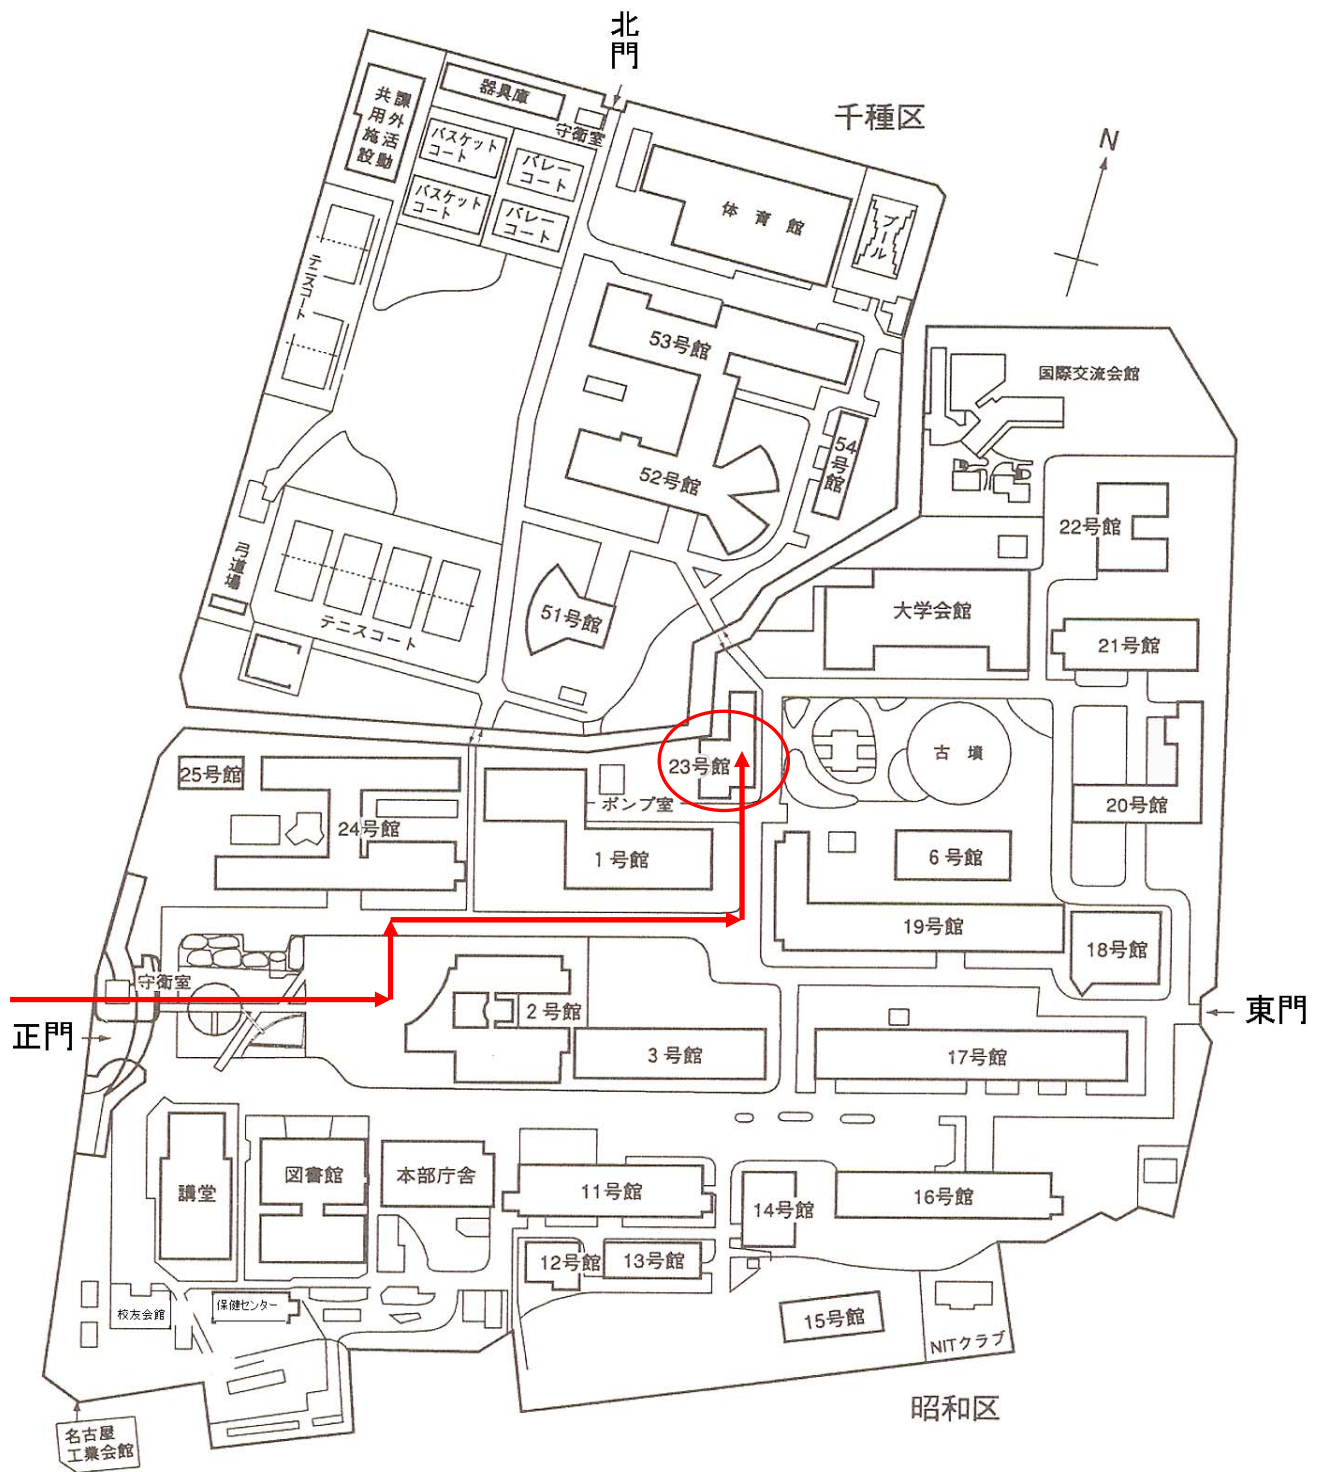 北
門
千種区
N
器具庫
守衛室
課外活動
共用施設
バスケット
コート
バレー
コート
バスケット
コート
バレー
コート
体育館
プール
テニスコート
53号館
国際交流会館
54号館
52号館
22号館
弓道場
51号館
大学会館
テニスコート
21号館
23号館
古墳
25号館
ポンプ室
20号館
24号館
1号館
6号館
19号館
18号館
守衛室
2号館
正門
東門
3号館
17号館
講堂
図書館
本部庁舎
11号館
14号館
16号館
12号館
13号館
校友会館
保健センター
15号館
NITクラブ
昭和区
名古屋
工業会館